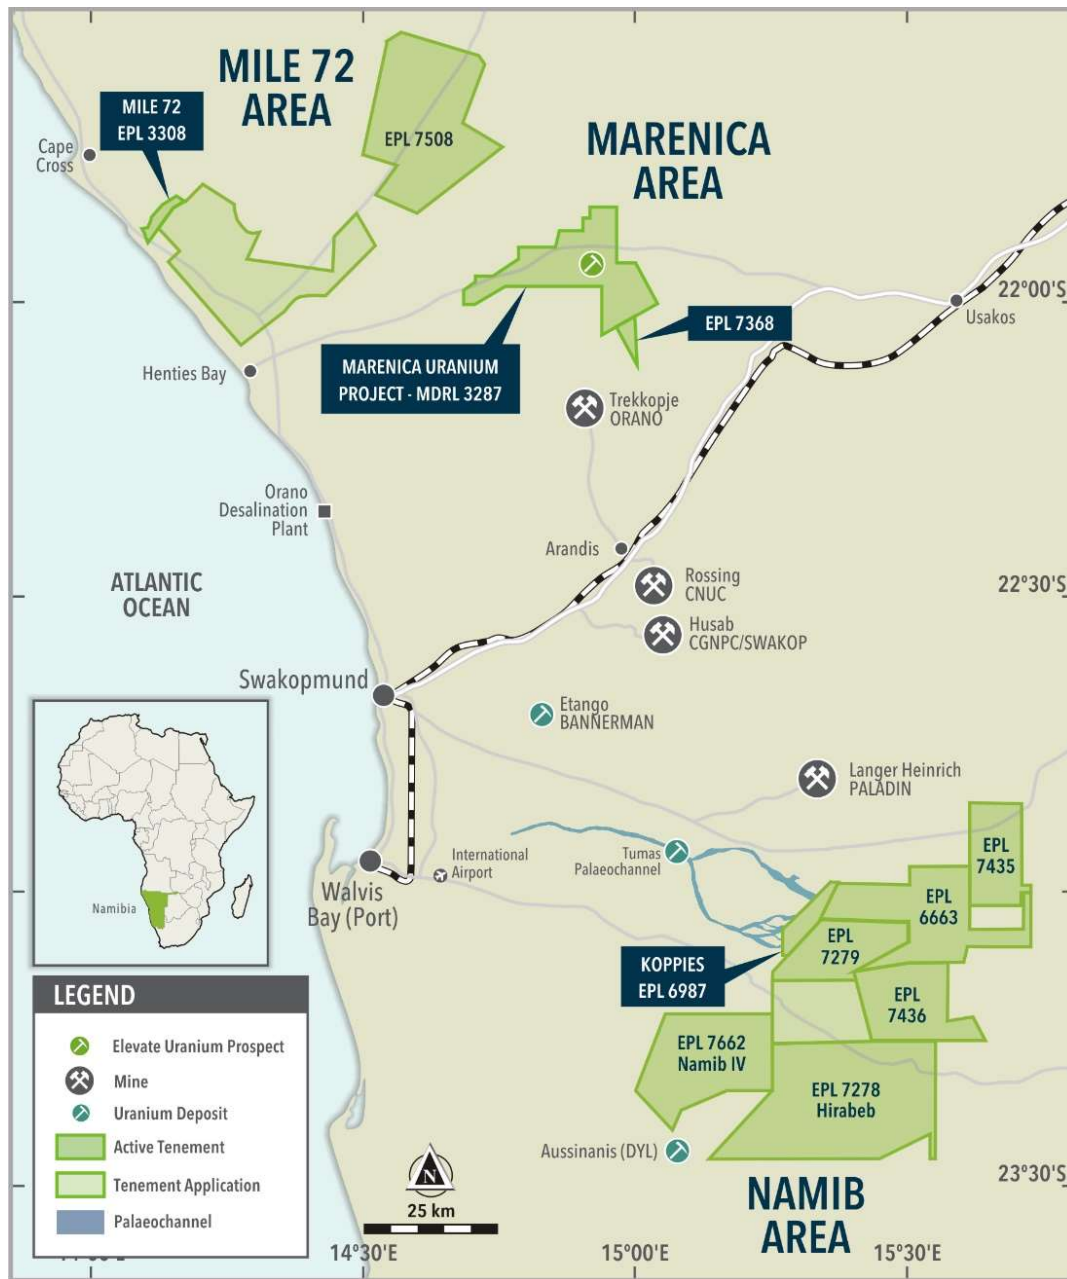 MILE 72
AREA
MILE 72
EPL 3308
Cape
Cross
EPL 7508
MARENICA
AREA
22°00'S
Usakos
EPL 7368
MARENICA URANIUM
PROJECT - MDRL 3287
Henties Bay
Trekkopje
ORANO
Orano
Desalination
Plant
Arandis
ATLANTIC
OCEAN
Rossing
CNUC
22°30'S
Husab
CGNPC/SWAKOP
Swakopmund
Etango
BANNERMAN
Langer Heinrich
PALADIN
International
Airport
Tumas
Palaeochannel
Walvis
Bay (Port)
Namibia
EPL
7435
EPL
6663
EPL
7279
KOPPIES
EPL 6987
EPL
7436
EPL 7662
Namib IV
EPL 7278
Hirabeb
Aussinanis (DYL)
NAMIB
AREA
23°30'S
LEGEND
Elevate Uranium Prospect
Mine
Uranium Deposit
Active Tenement
Tenement Application
Palaeochannel
N
25 km
14°30'E
15°00'E
15°30'E